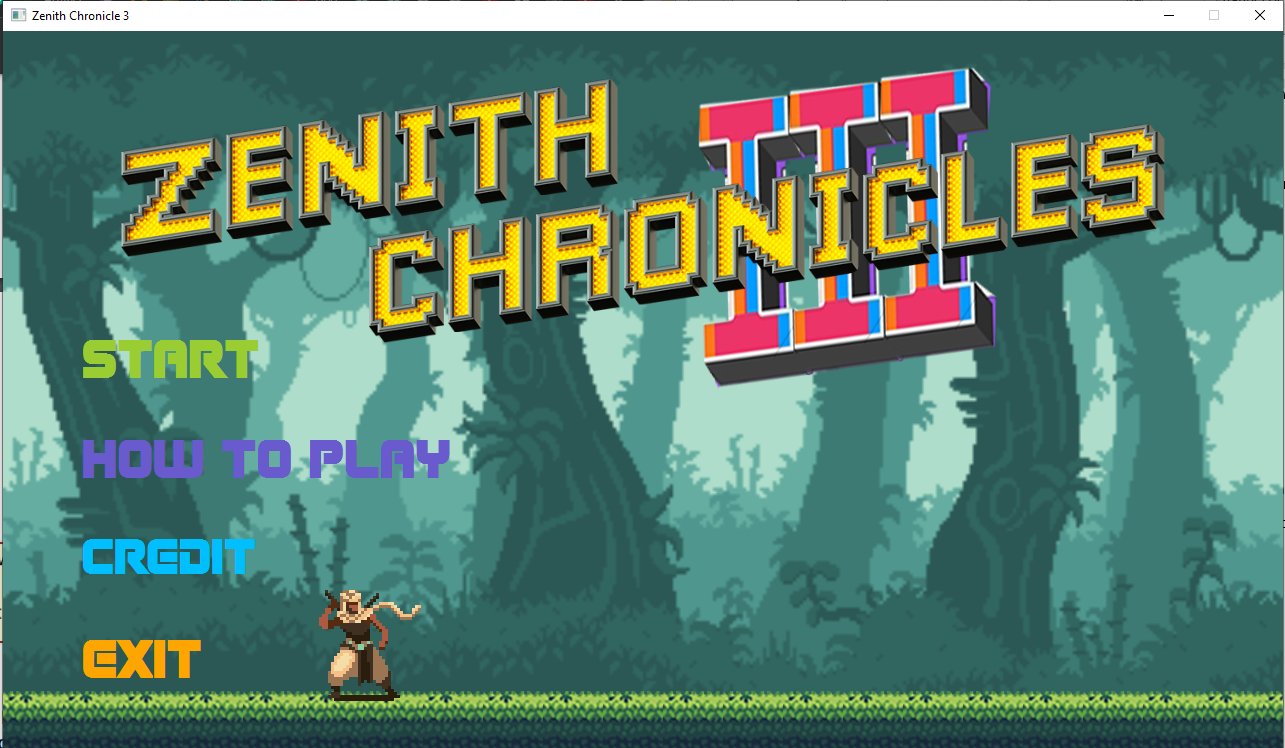 Zenith Chronicle 3
ZENITH
III
CHRONICLES
START
HOW TO PLAY
CREDIT
EXIT